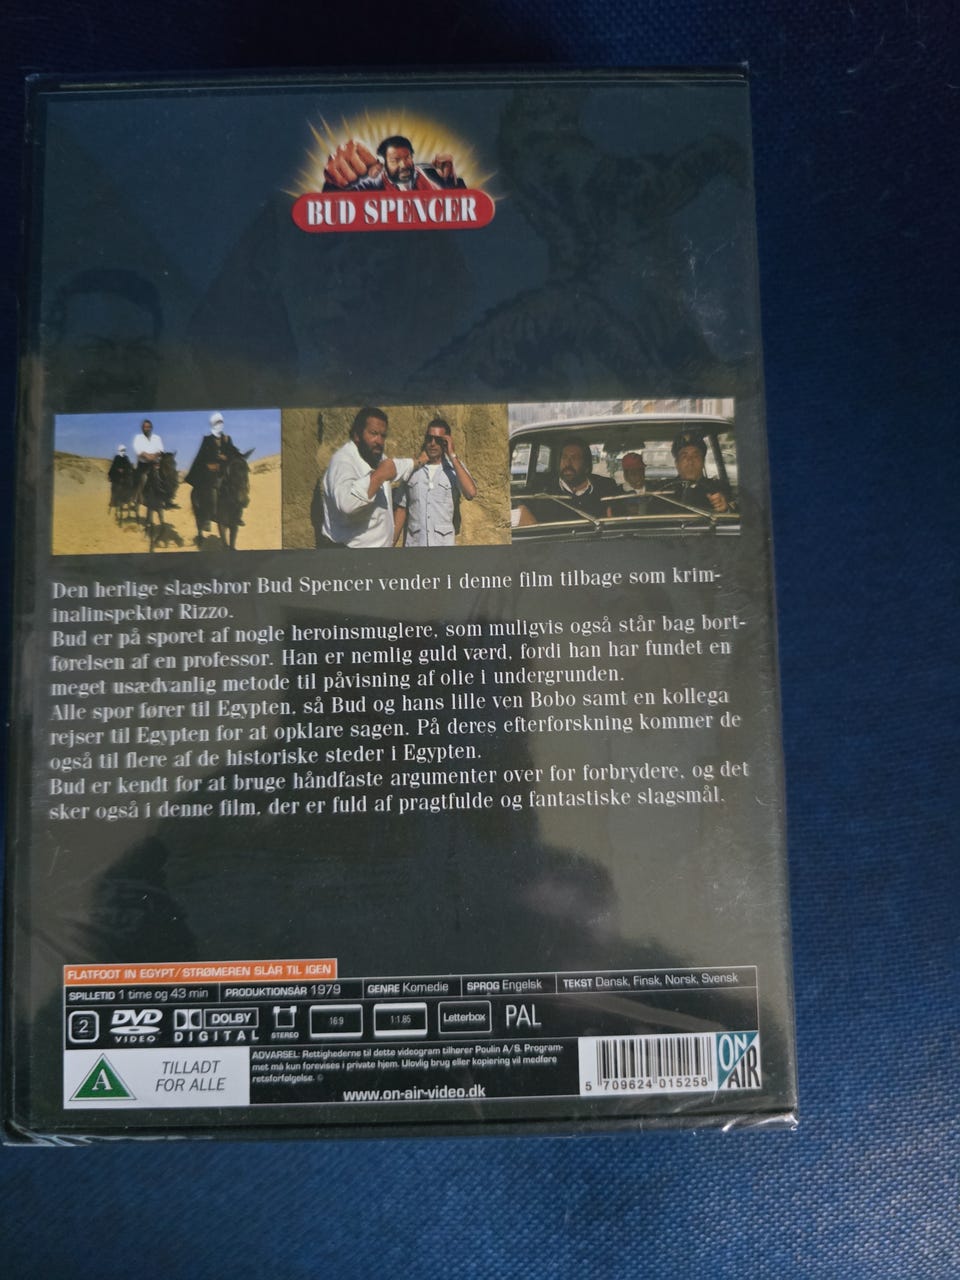 BUD SPENCER
Den herlige slagsbror Bud Spencer vender i denne film tilbage som krim-
inalinspektør Rizzo.
Bud er på sporet af nogle heroinsmuglere, som muligvis også står bag bort-
førelsen af en professor. Han er nemlig guld værd, fordi han har fundet en
meget usædvanlig metode til påvisning af olie i undergrunden.
Alle spor fører til Egypten, så Bud og hans lille ven Bobo samt en kollega
rejser til Egypten for at opklare sagen. På deres efterforskning kommer de
også til flere af de historiske steder i Egypten.
Bud er kendt for at bruge håndfaste argumenter over for forbrydere, og det
sker også i denne film, der er fuld af pragtfulde og fantastiske slagsmål.
FLATFOOT IN EGYPT/STRØMEREN SLÅR TIL IGEN
SPILLETID 1 time og 43 min PRODUKTIONSÅR 1979 GENRE Komedie SPROG Engelsk TEKST Dansk, Finsk, Norsk, Svensk
2 DVD VIDEO DOLBY DIGITAL STEREO 16:9 1:1.85 Letterbox PAL
A TILLADT FOR ALLE
ADVARSEL: Rettighederne til dette videogram tilhører Poulin A/S. Program-
met må kun forevises i private hjem. Ulovlig brug eller kopiering vil medføre
retsforfølgelse. ©
www.on-air-video.dk
5 709624 015258
ON AIR